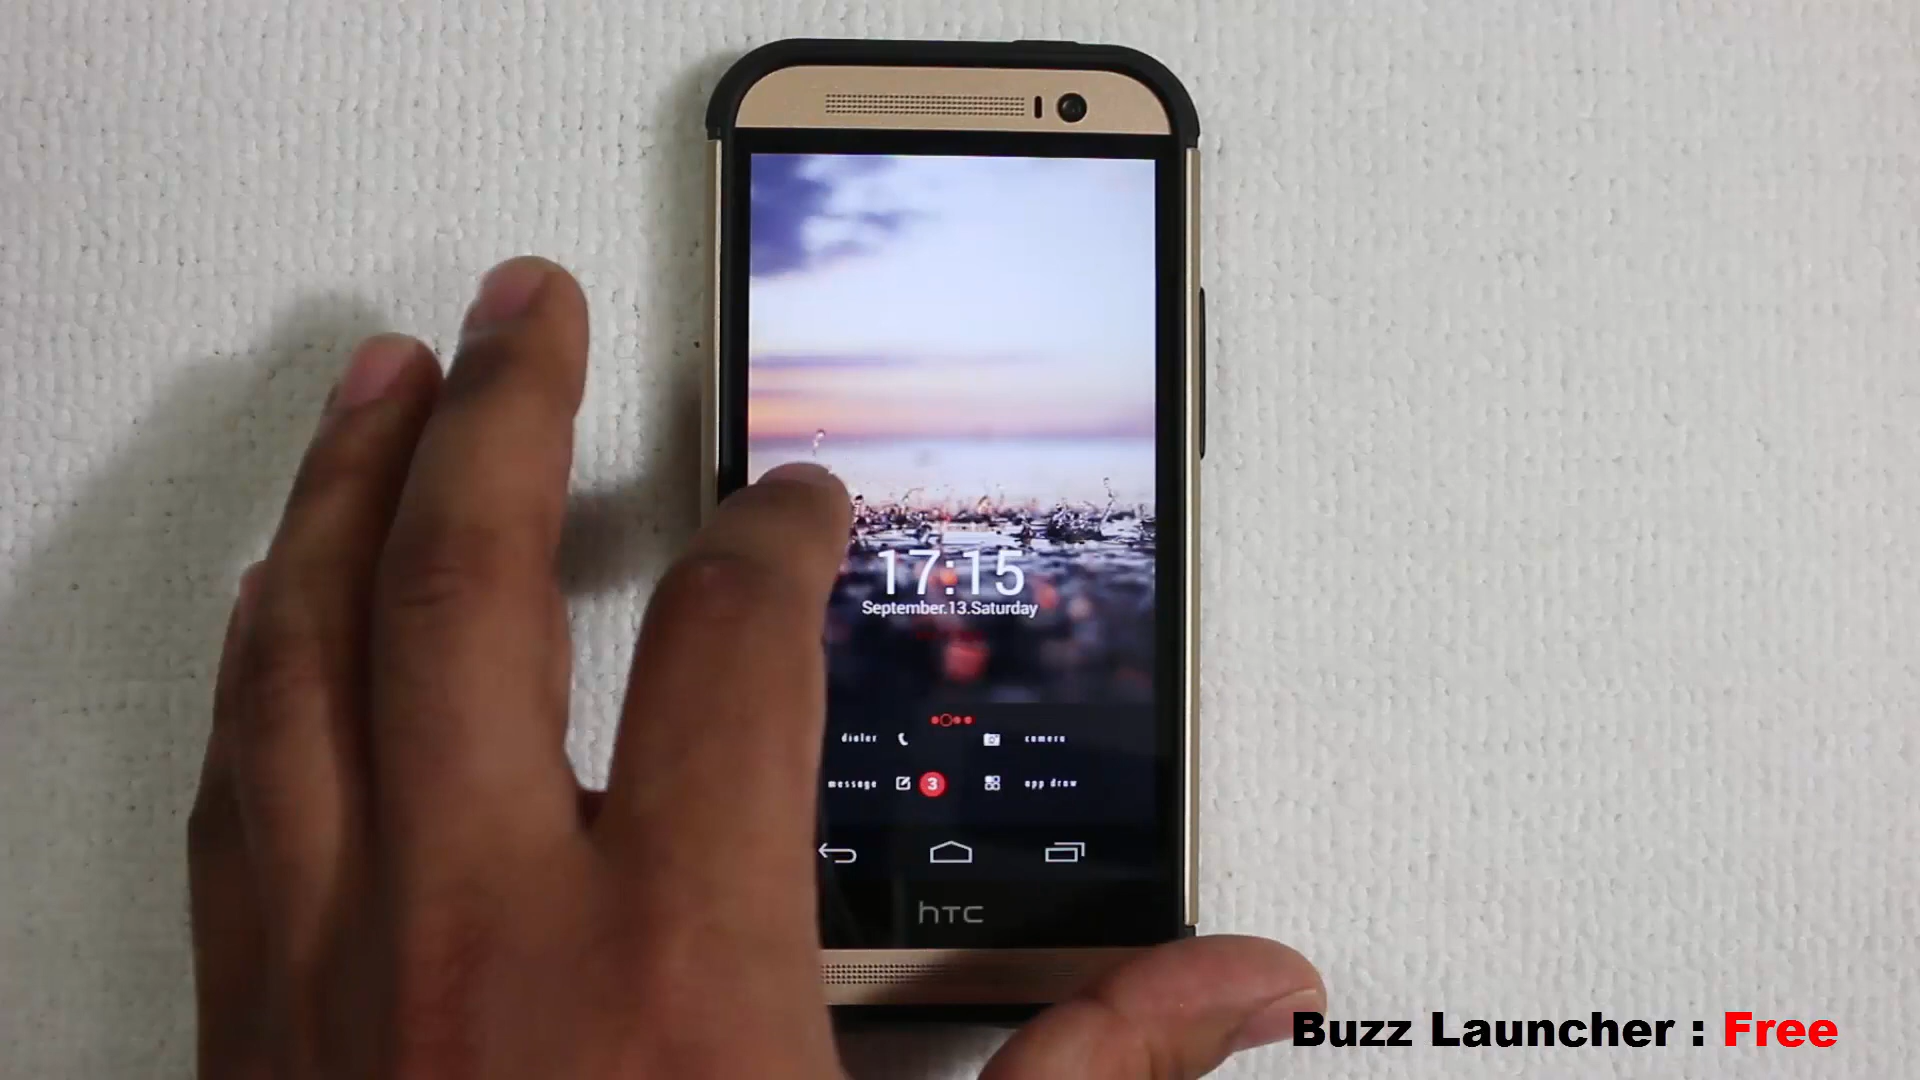 17:15
September.13.Saturday
dialer
camera
message
3
app draw
hTC
Buzz Launcher : Free